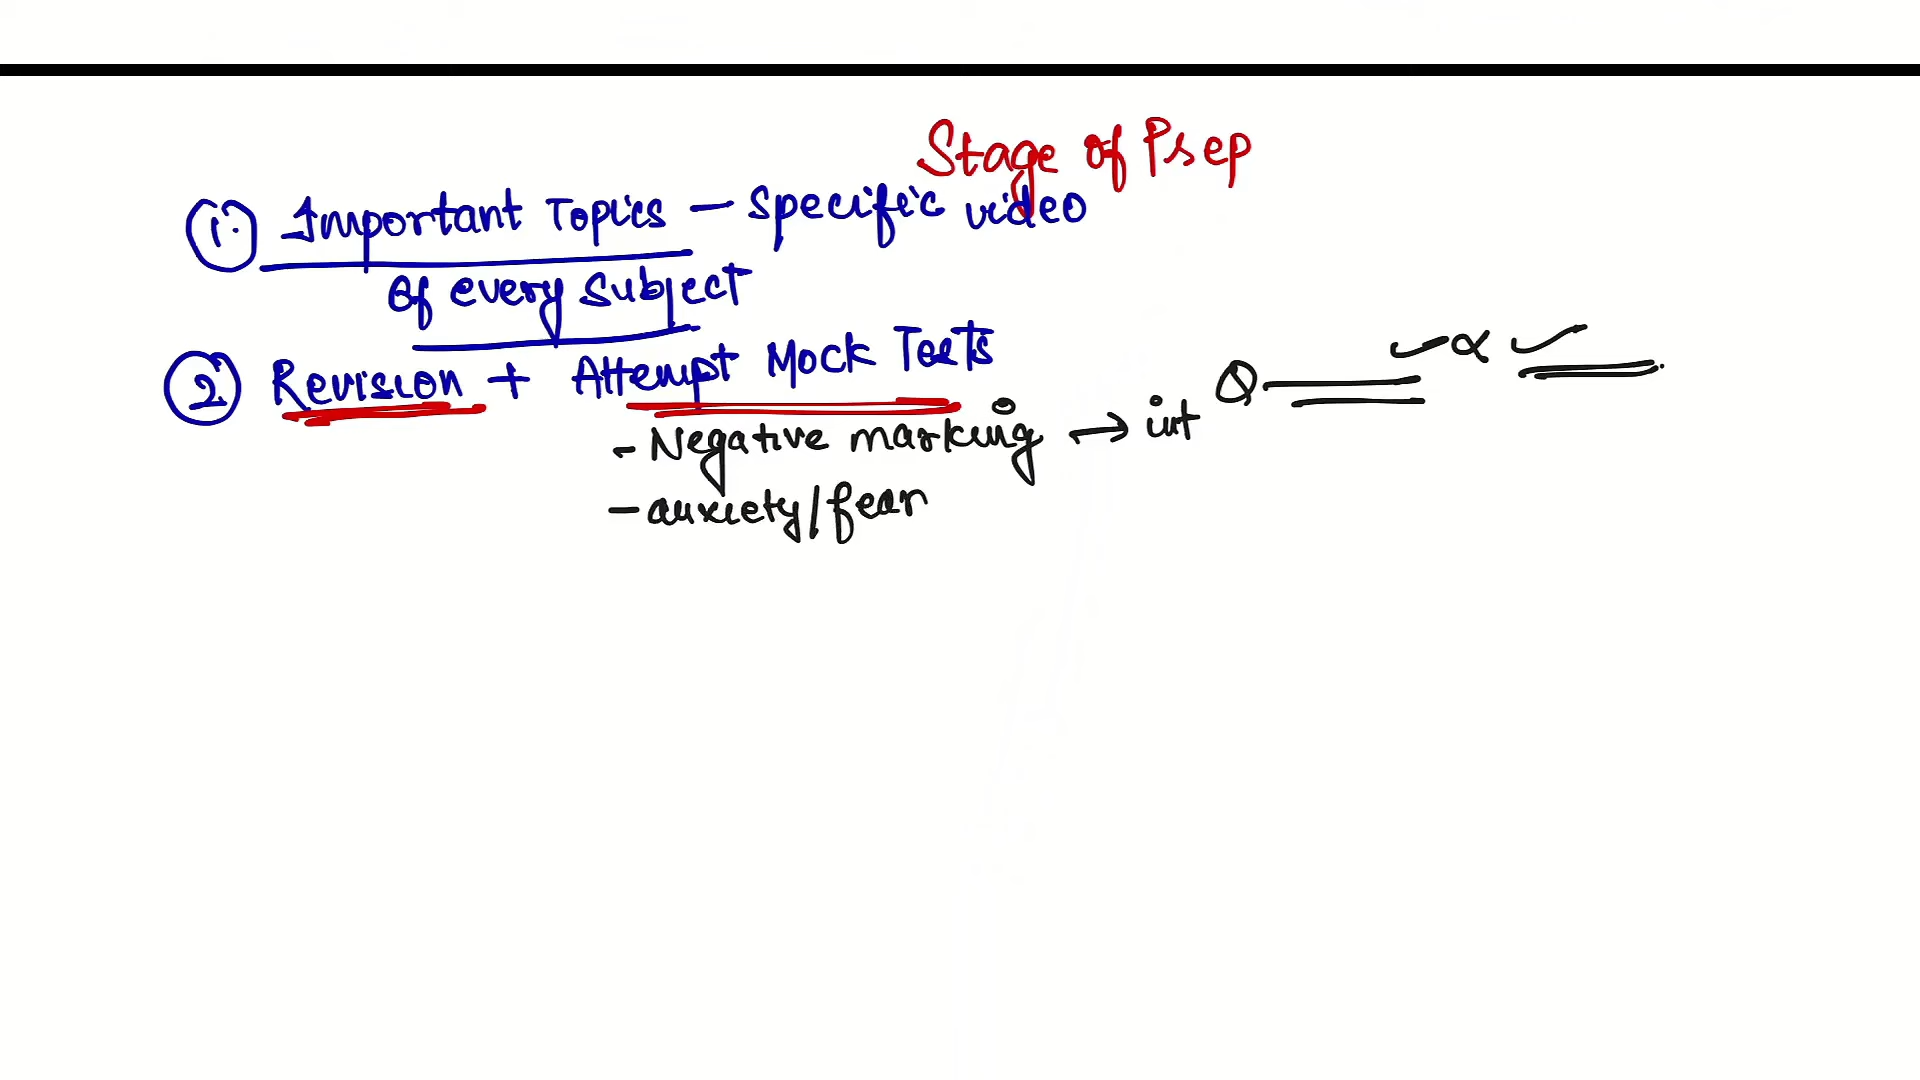 Stage of Prep
1. Important Topics - specific video
of every subject
2. Revision + Attempt Mock Tests
- Negative marking → int Q ✓ ∝ ✓
- anxiety/fear